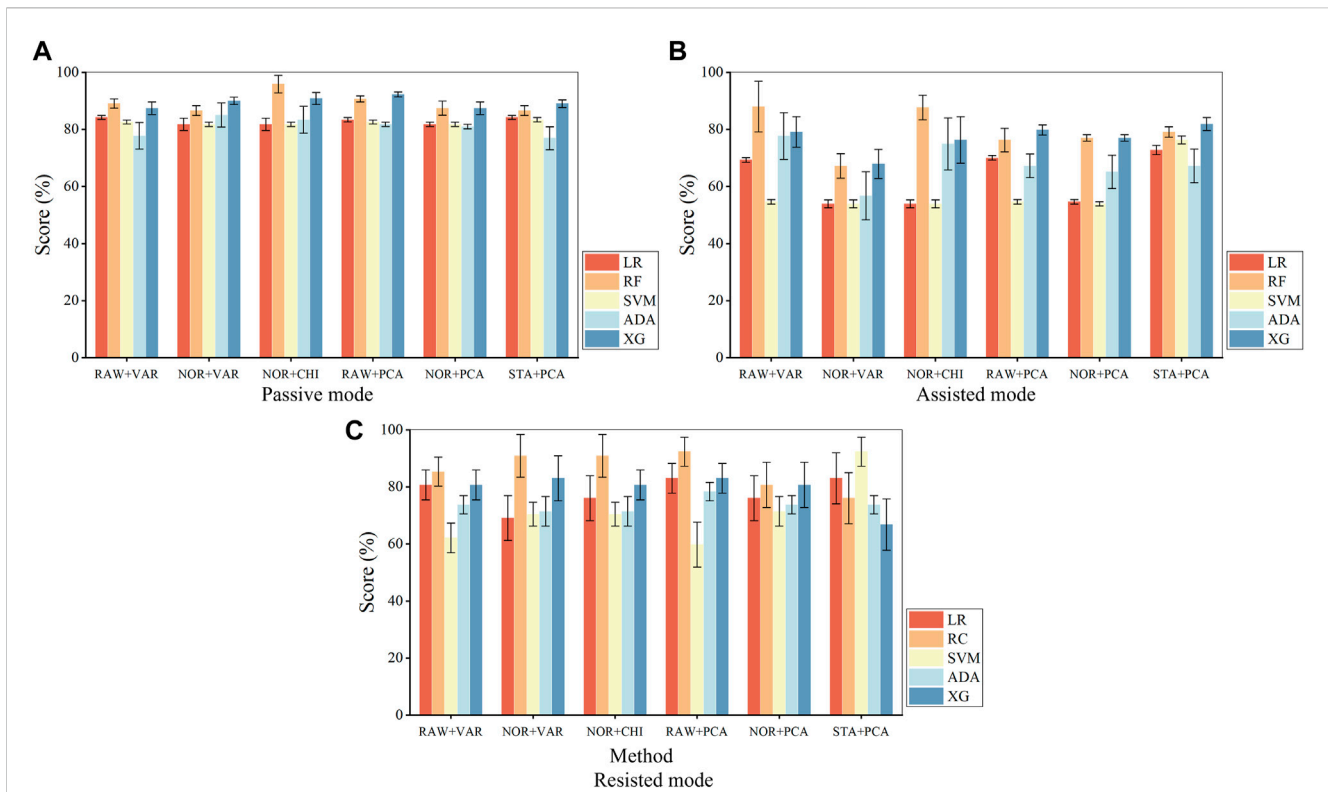 A
Score (%)
100
80
60
40
20
0
RAW+VAR NOR+VAR NOR+CHI RAW+PCA NOR+PCA STA+PCA
Passive mode
LR
RF
SVM
ADA
XG
B
Score (%)
100
80
60
40
20
0
RAW+VAR NOR+VAR NOR+CHI RAW+PCA NOR+PCA STA+PCA
Assisted mode
LR
RF
SVM
ADA
XG
C
Score (%)
100
80
60
40
20
0
RAW+VAR NOR+VAR NOR+CHI RAW+PCA NOR+PCA STA+PCA
Method
Resisted mode
LR
RC
SVM
ADA
XG